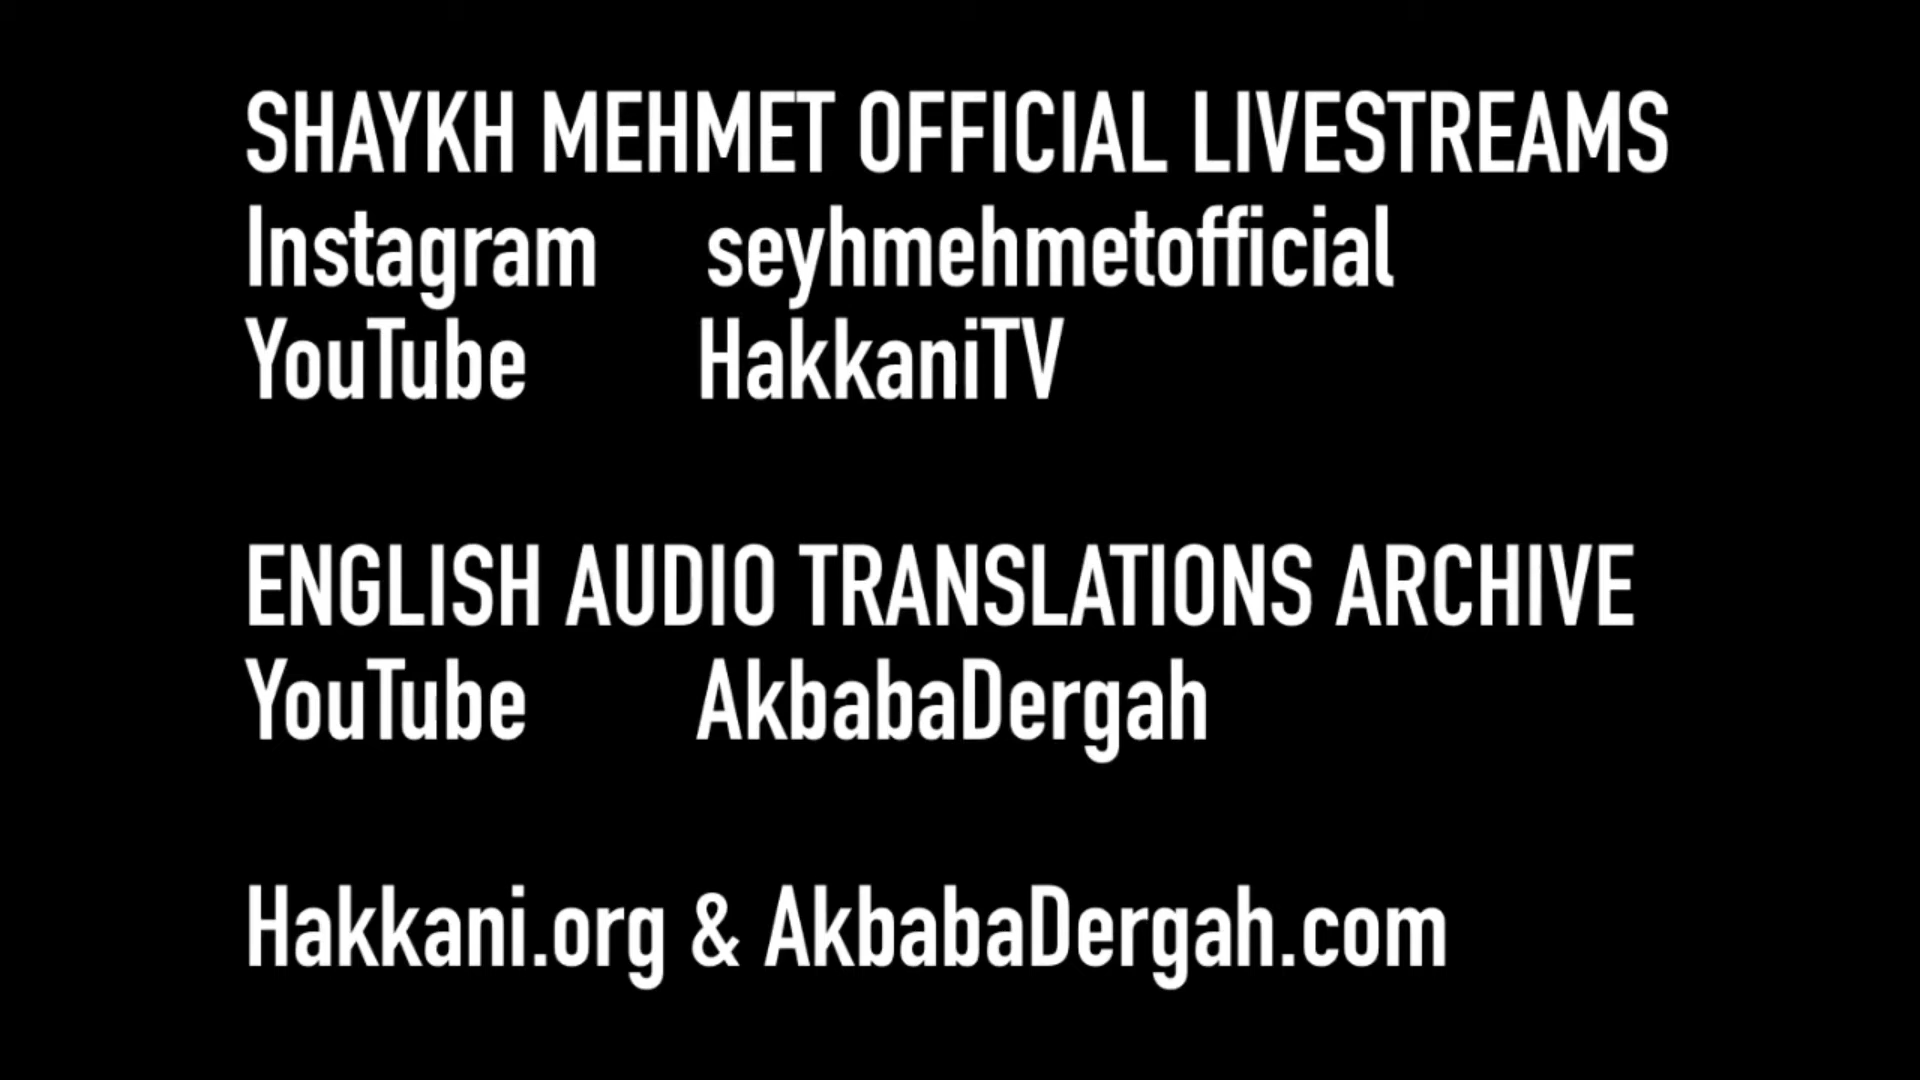 SHAYKH MEHMET OFFICIAL LIVESTREAMS
Instagram seyhmehmetofficial
YouTube HakkaniTV
ENGLISH AUDIO TRANSLATIONS ARCHIVE
YouTube AkbabaDergah
Hakkani.org & AkbabaDergah.com